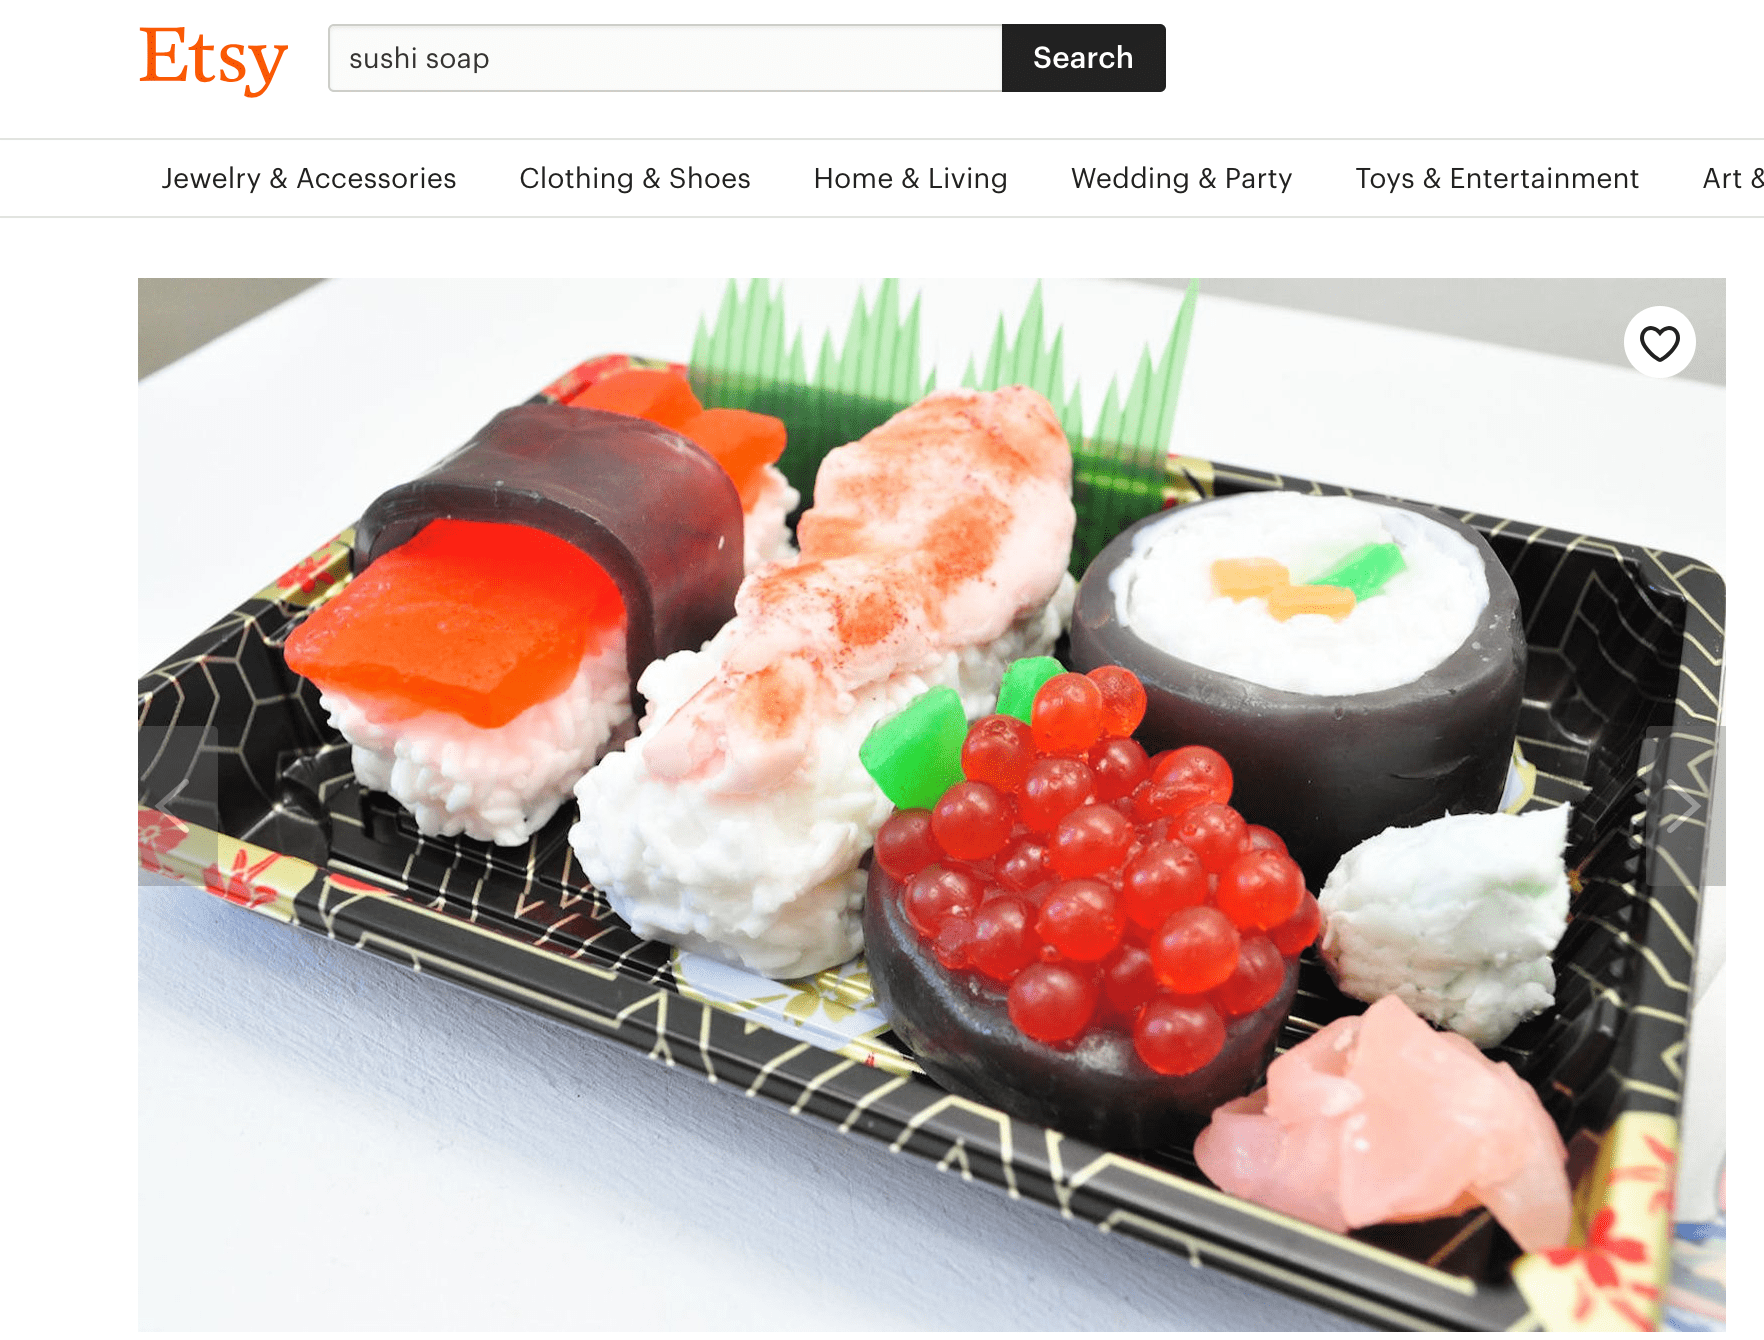 Etsy
sushi soap
Search
Jewelry & Accessories
Clothing & Shoes
Home & Living
Wedding & Party
Toys & Entertainment
Art &